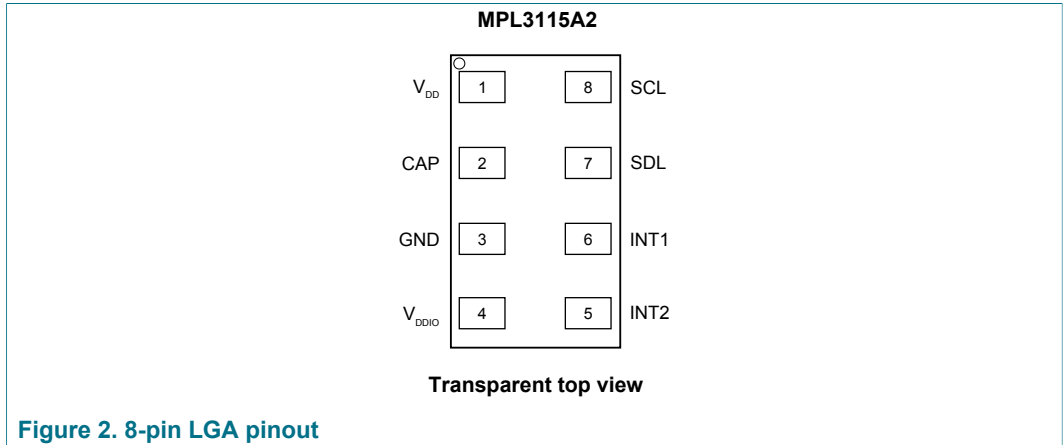 MPL3115A2
VDD 1 8 SCL
CAP 2 7 SDL
GND 3 6 INT1
VDDIO 4 5 INT2
Transparent top view
Figure 2. 8-pin LGA pinout